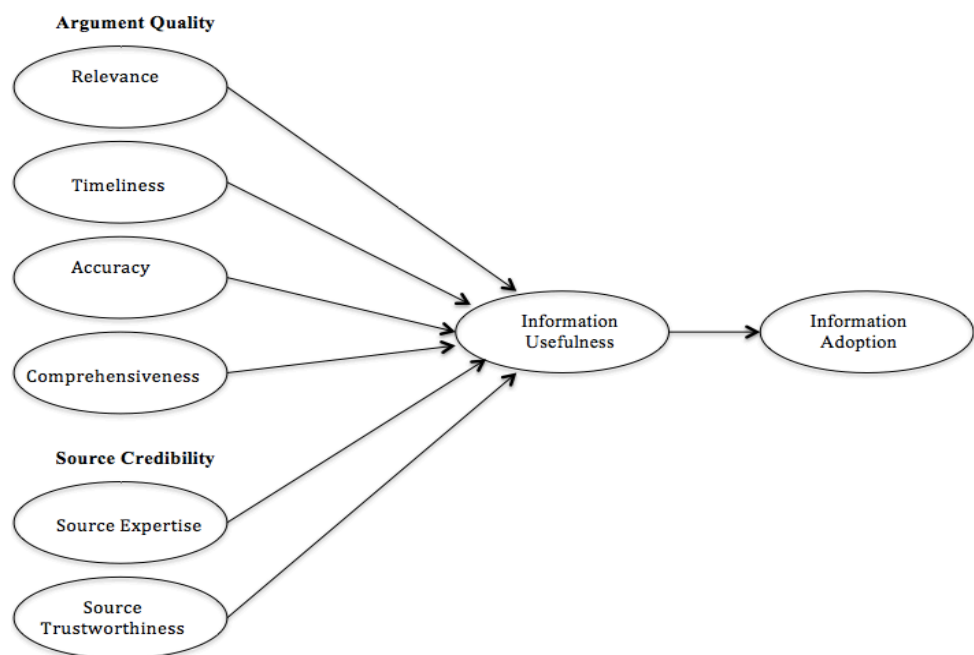 Argument Quality
Relevance
Timeliness
Accuracy
Comprehensiveness
Source Credibility
Source Expertise
Source
Trustworthiness
Information
Usefulness
Information
Adoption